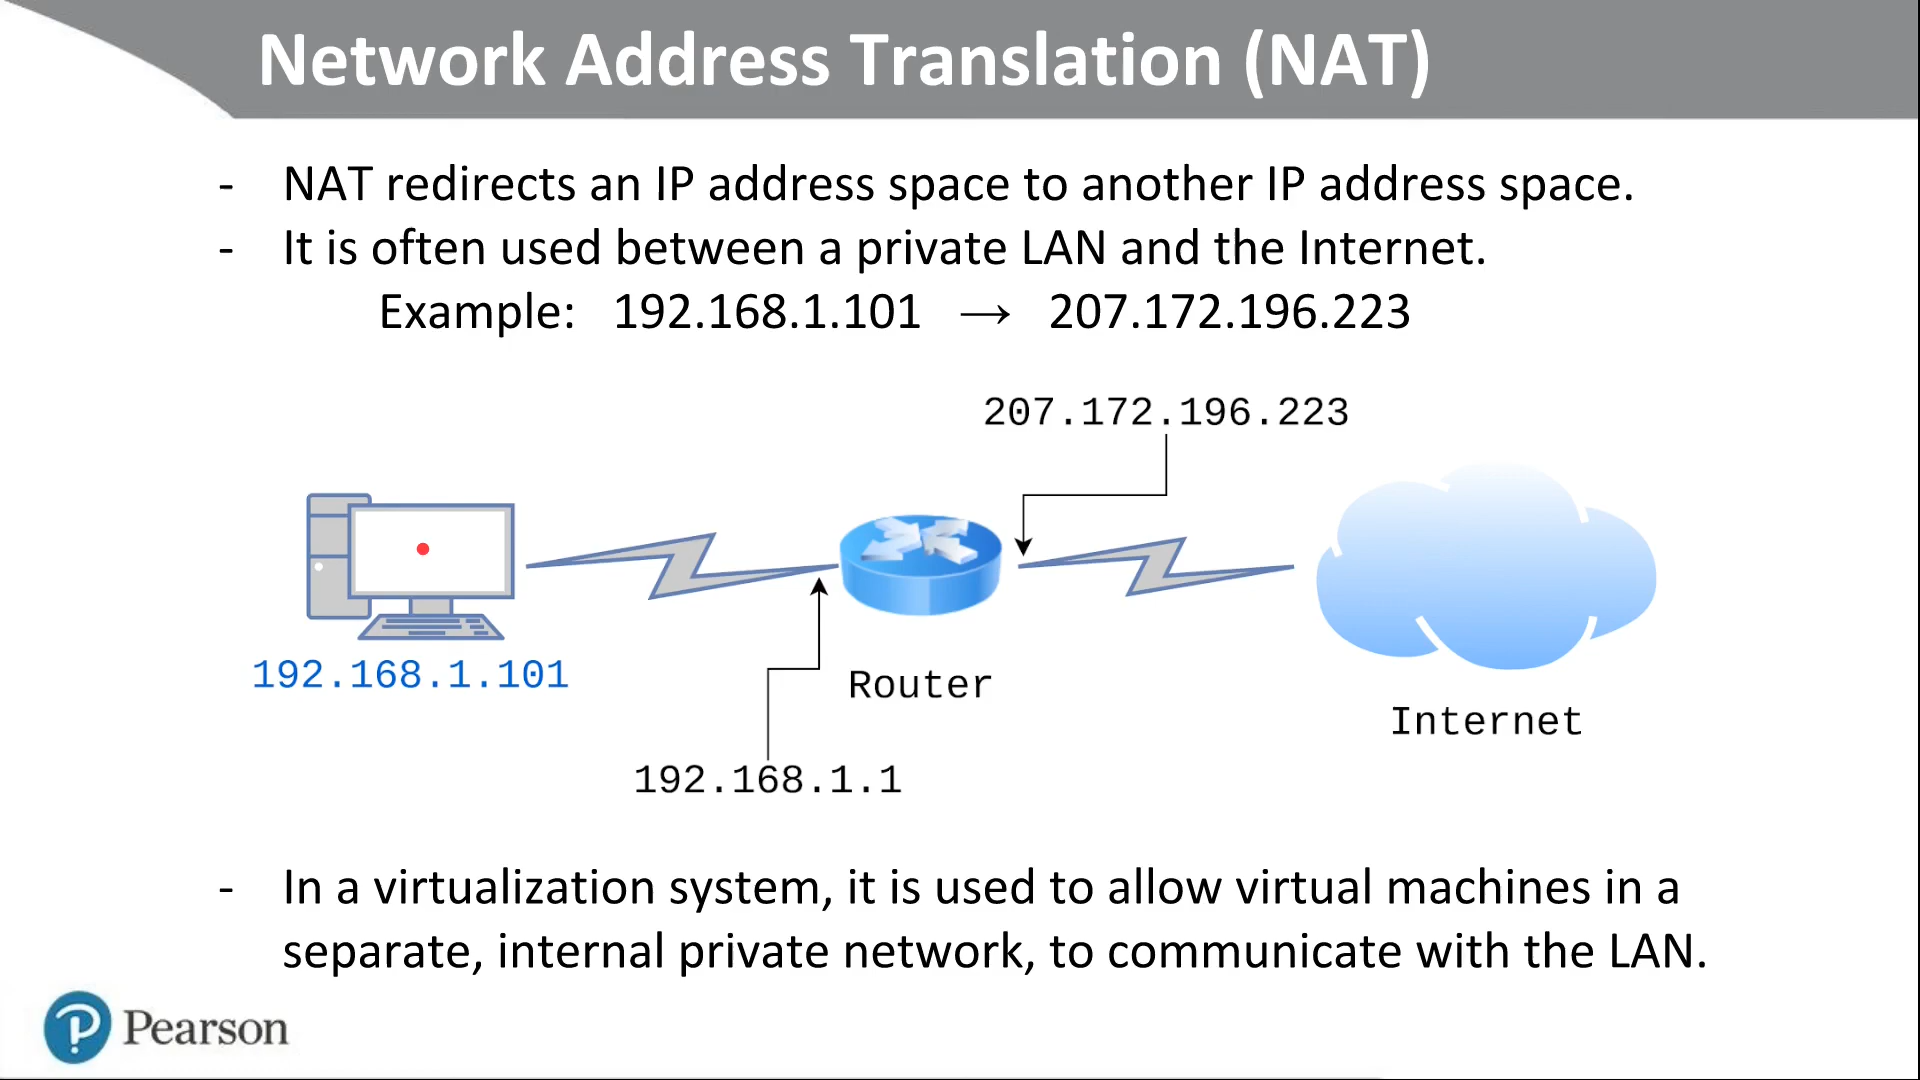 Network Address Translation (NAT)
- NAT redirects an IP address space to another IP address space.
- It is often used between a private LAN and the Internet.
Example: 192.168.1.101 → 207.172.196.223
207.172.196.223
192.168.1.101
Router
Internet
192.168.1.1
- In a virtualization system, it is used to allow virtual machines in a
separate, internal private network, to communicate with the LAN.
Pearson